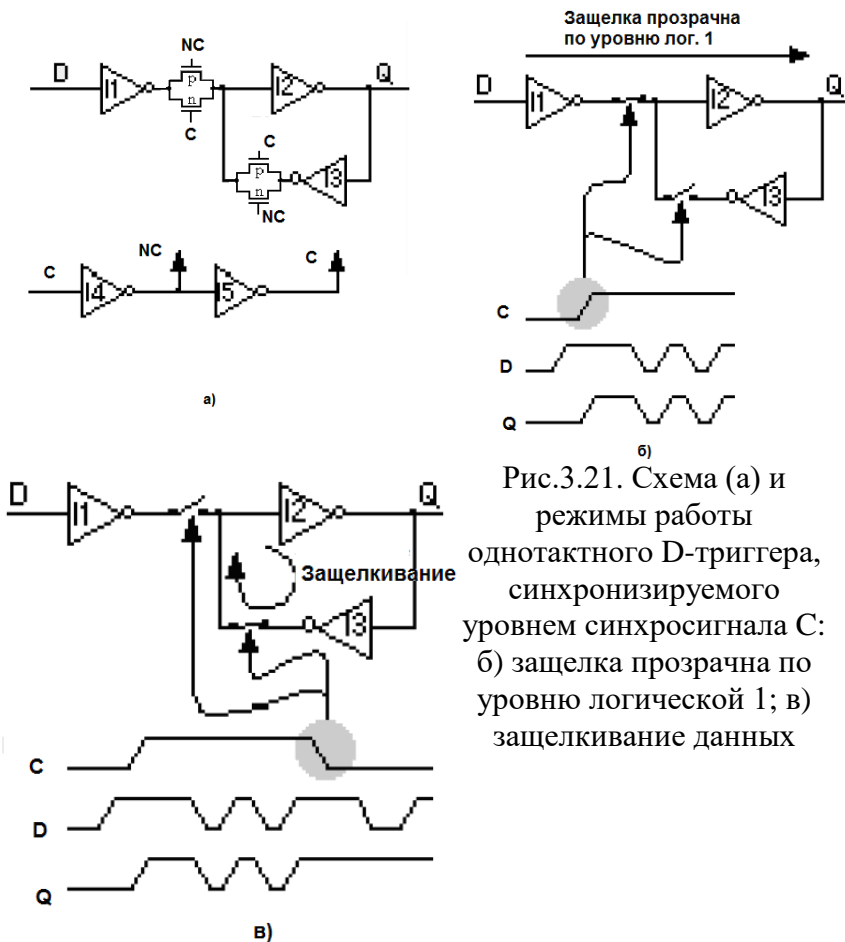 NC
D
I1
p
n
C
I2
Q
C
p
n
NC
I3
C
I4
NC
I5
C
а)
Защелка прозрачна
по уровню лог. 1
D
I1
I2
Q
I3
C
D
Q
б)
D
I1
I2
Q
Защелкивание
I3
C
D
Q
в)
Рис.3.21. Схема (а) и
режимы работы
однотактного D-триггера,
синхронизируемого
уровнем синхросигнала С:
б) защелка прозрачна по
уровню логической 1; в)
защелкивание данных